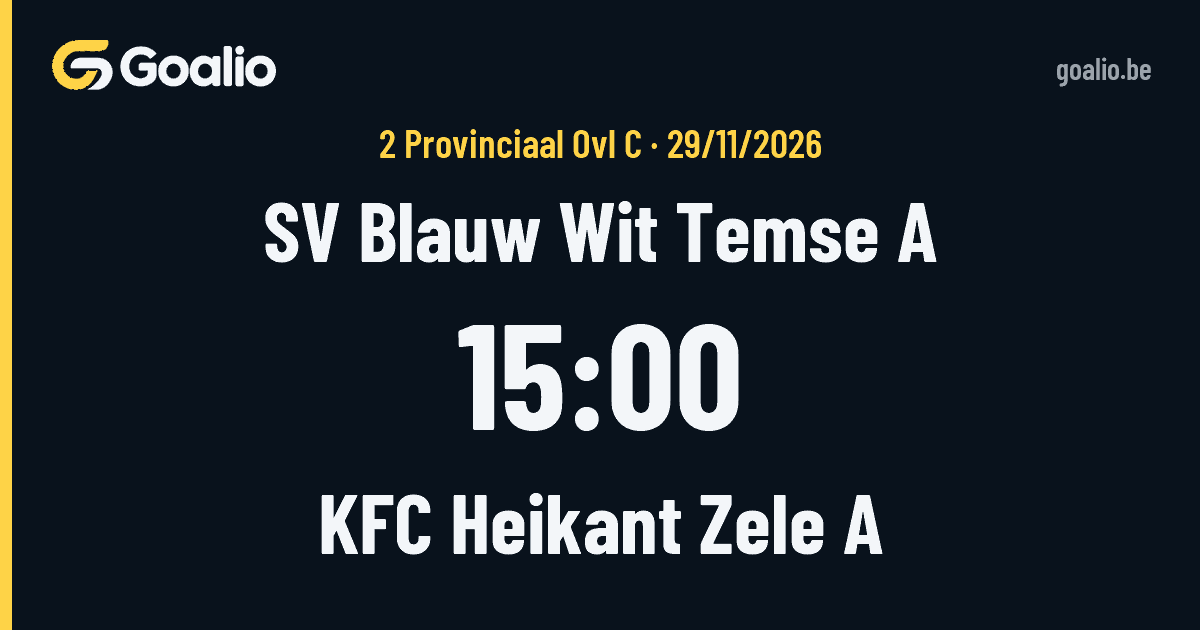 Goalio
goalio.be
2 Provinciaal Ovl C · 29/11/2026
SV Blauw Wit Temse A
15:00
KFC Heikant Zele A